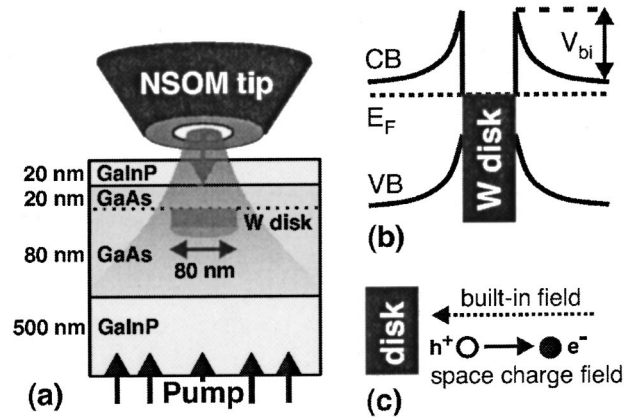 NSOM tip
20 nm GaInP
20 nm GaAs
W disk
80 nm GaAs
80 nm
500 nm GaInP
(a) Pump
CB
V_bi
E_F
W disk
VB
(b)
disk
built-in field
h+ e-
space charge field
(c)